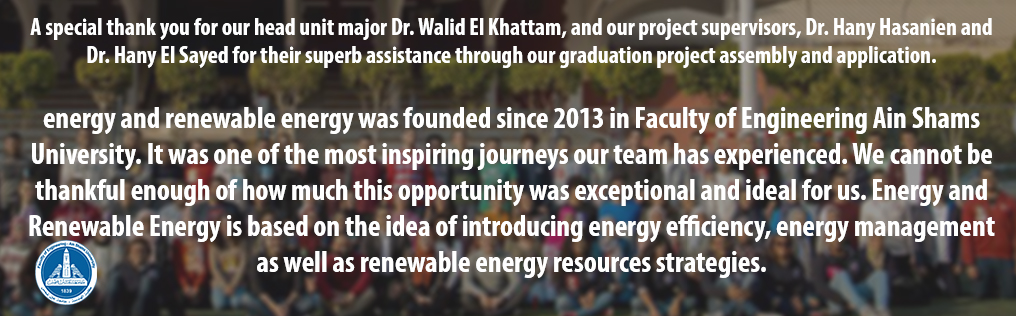 A special thank you for our head unit major Dr. Walid El Khattam, and our project supervisors, Dr. Hany Hasanien and
Dr. Hany El Sayed for their superb assistance through our graduation project assembly and application.
energy and renewable energy was founded since 2013 in Faculty of Engineering Ain Shams
University. It was one of the most inspiring journeys our team has experienced. We cannot be
thankful enough of how much this opportunity was exceptional and ideal for us. Energy and
Renewable Energy is based on the idea of introducing energy efficiency, energy management
as well as renewable energy resources strategies.
1839